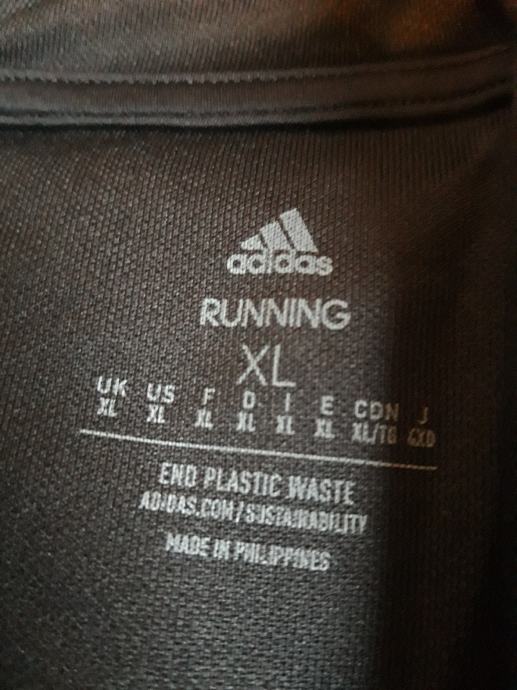 adidas
RUNNING
XL
UK US F D I E CDN J
XL XL XL XL XL XL XL/TG 4XO
END PLASTIC WASTE
ADIDAS.COM/SUSTAINABILITY
MADE IN PHILIPPINES